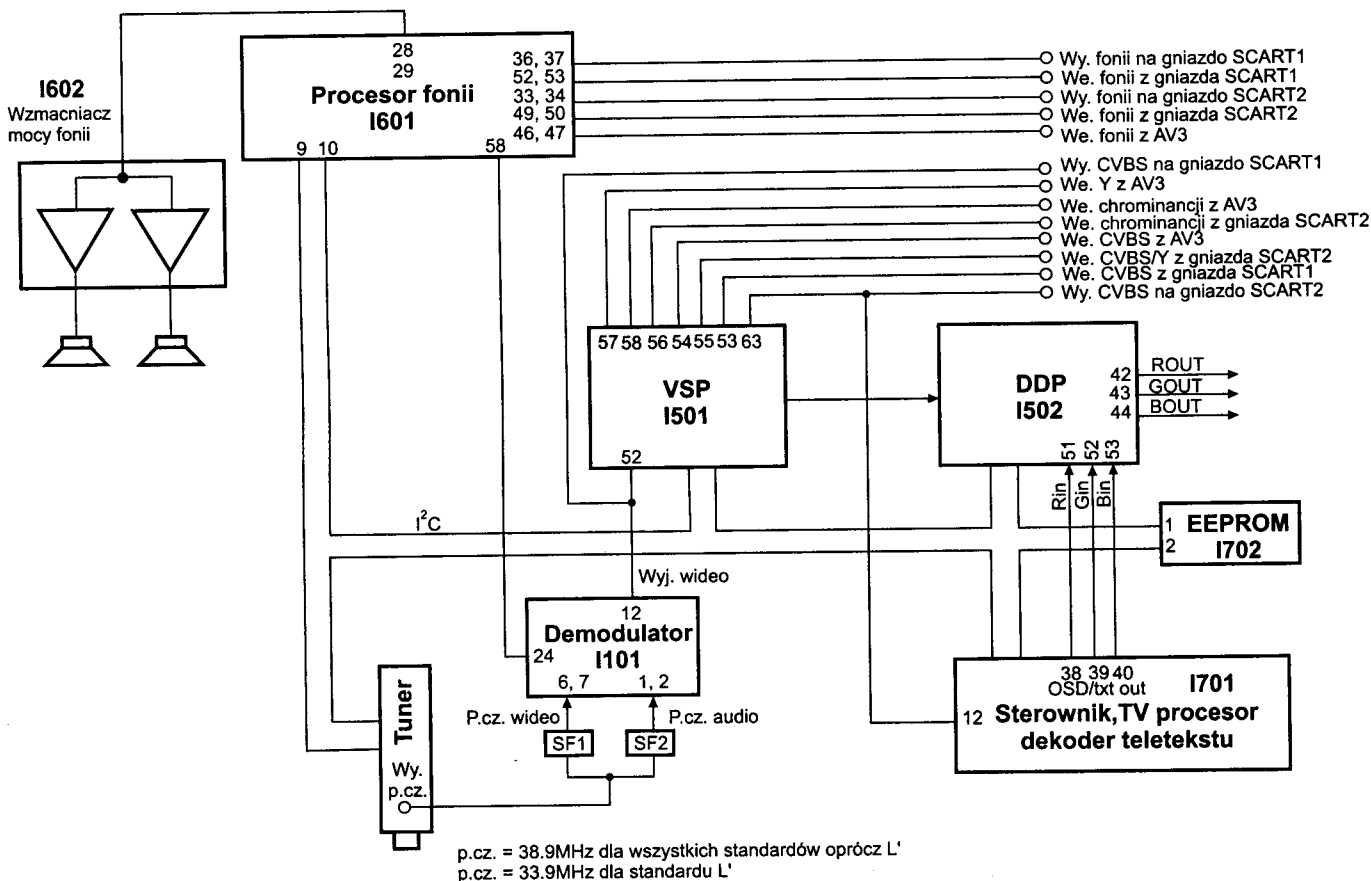 I602
Wzmacniacz
mocy fonii
28
29
Procesor fonii
I601
36, 37
52, 53
33, 34
49, 50
46, 47
9 10
58
Wy. fonii na gniazdo SCART1
We. fonii z gniazda SCART1
Wy. fonii na gniazdo SCART2
We. fonii z gniazda SCART2
We. fonii z AV3
Wy. CVBS na gniazdo SCART1
We. Y z AV3
We. chrominancji z AV3
We. chrominancji z gniazda SCART2
We. CVBS z AV3
We. CVBS/Y z gniazda SCART2
We. CVBS z gniazda SCART1
Wy. CVBS na gniazdo SCART2
57 58 56 54 55 53 63
VSP
I501
52
DDP
I502
42
43
44
ROUT
GOUT
BOUT
51
52
53
Rin
Gin
Bin
I²C
1
2
EEPROM
I702
Wyj. wideo
12
Demodulator
I101
24
6, 7
1, 2
P.cz. wideo
P.cz. audio
SF1
SF2
Tuner
Wy.
p.cz.
38 39 40
OSD/txt out
I701
12
Sterownik,TV procesor
dekoder teletekstu
p.cz. = 38.9MHz dla wszystkich standardów oprócz L'
p.cz. = 33.9MHz dla standardu L'